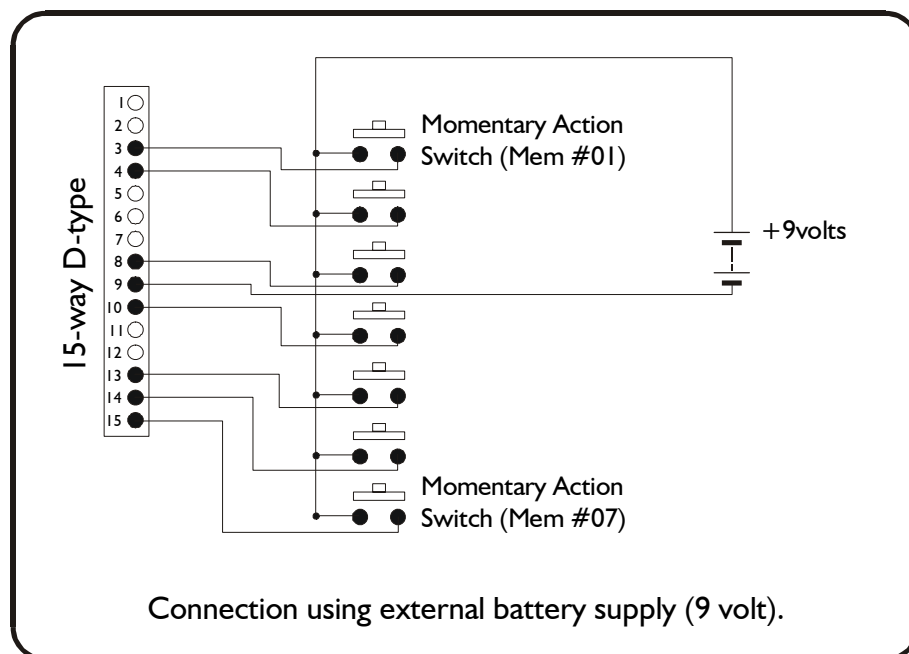 15-way D-type
1
2
3
4
5
6
7
8
9
10
11
12
13
14
15
Momentary Action
Switch (Mem #01)
+9volts
Momentary Action
Switch (Mem #07)
Connection using external battery supply (9 volt).